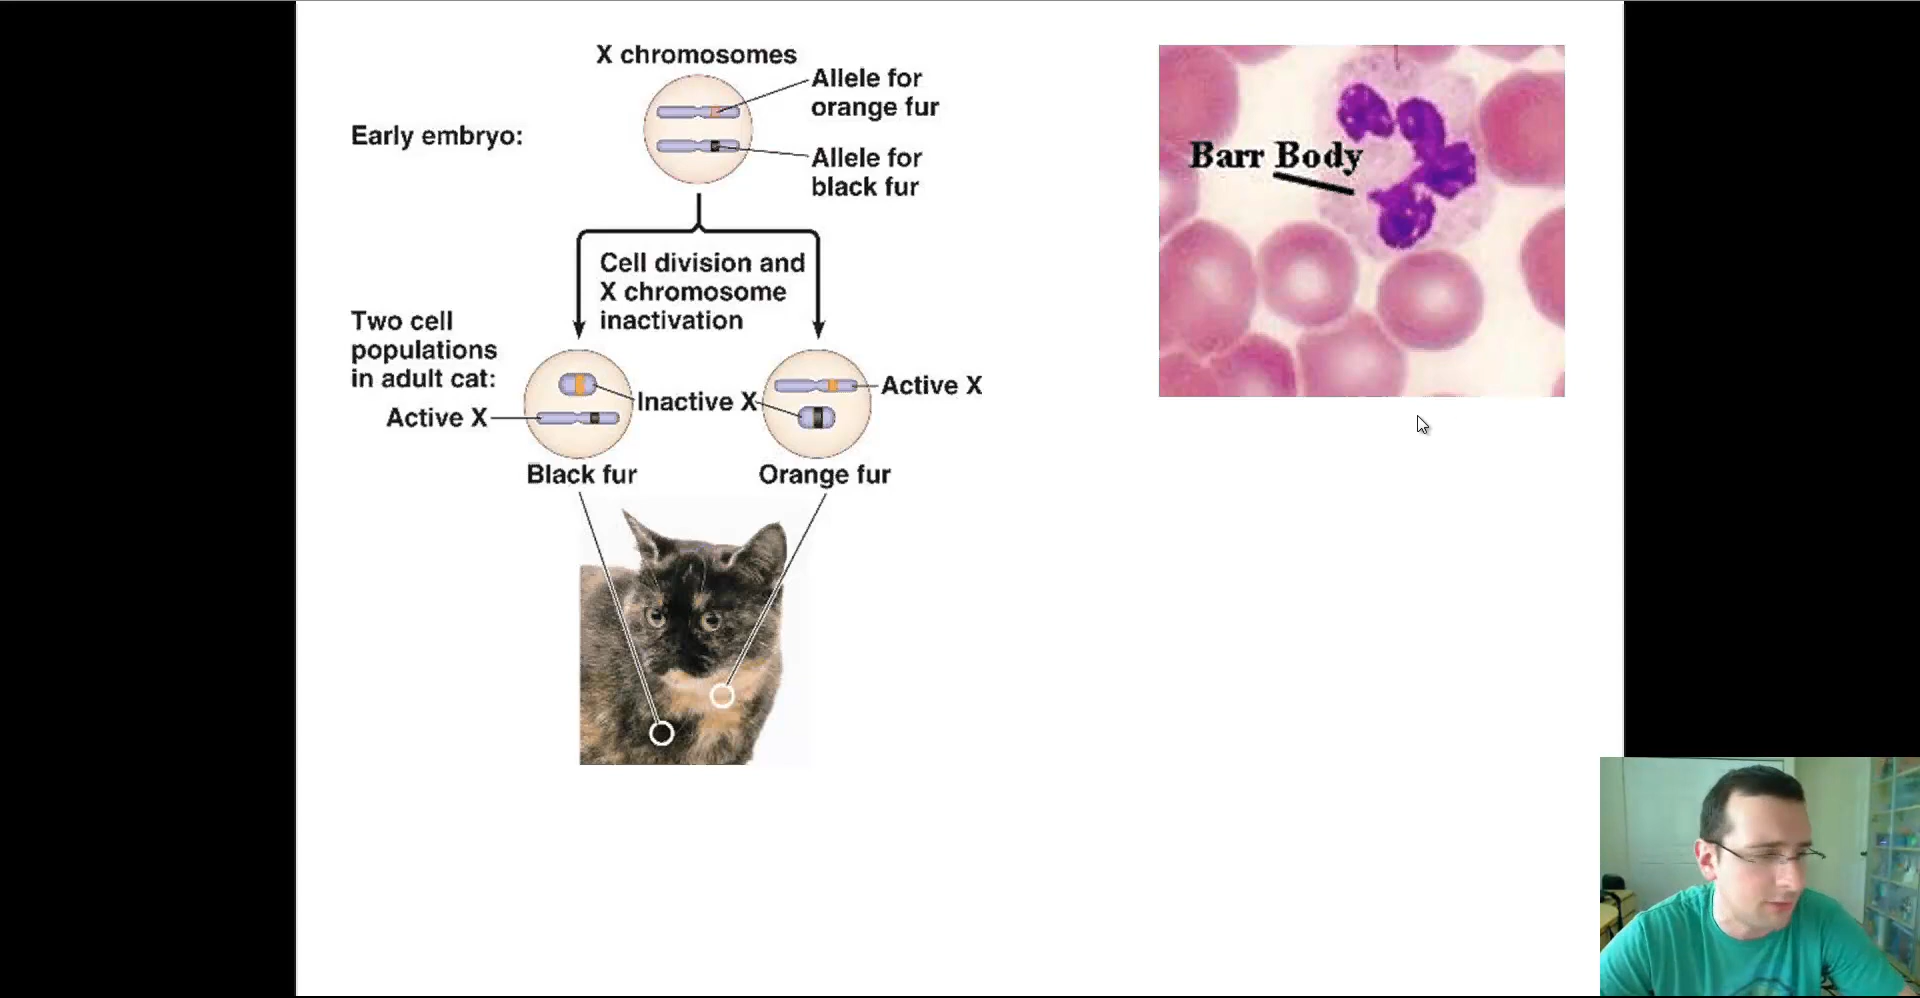 X chromosomes
Allele for
orange fur
Early embryo:
Allele for
black fur
Cell division and
X chromosome
inactivation
Two cell
populations
in adult cat:
Active X
Inactive X
Active X
Black fur
Orange fur
Barr Body